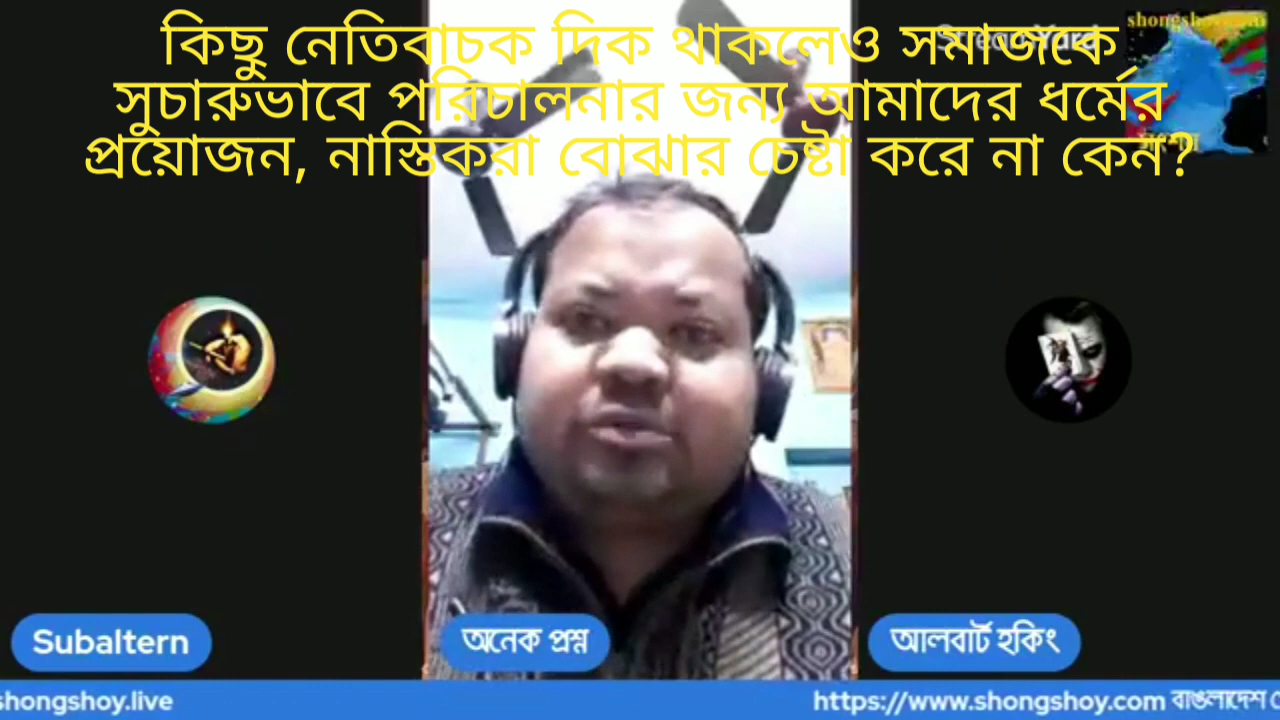 কিছু নেতিবাচক দিক থাকলেও সমাজকে
সুচারুভাবে পরিচালনার জন্য আমাদের ধর্মের
প্রয়োজন, নাস্তিকরা বোঝার চেষ্টা করে না কেন?
StreamYard
Subaltern
অনেক প্রশ্ন
আলবার্ট হকিং
shongshoy.live
https://www.shongshoy.com বাঙলাদেশ